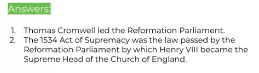 Answers:
1. Thomas Cromwell led the Reformation Parliament.
2. The 1534 Act of Supremacy was the law passed by the
Reformation Parliament by which Henry VIII became the
Supreme Head of the Church of England.